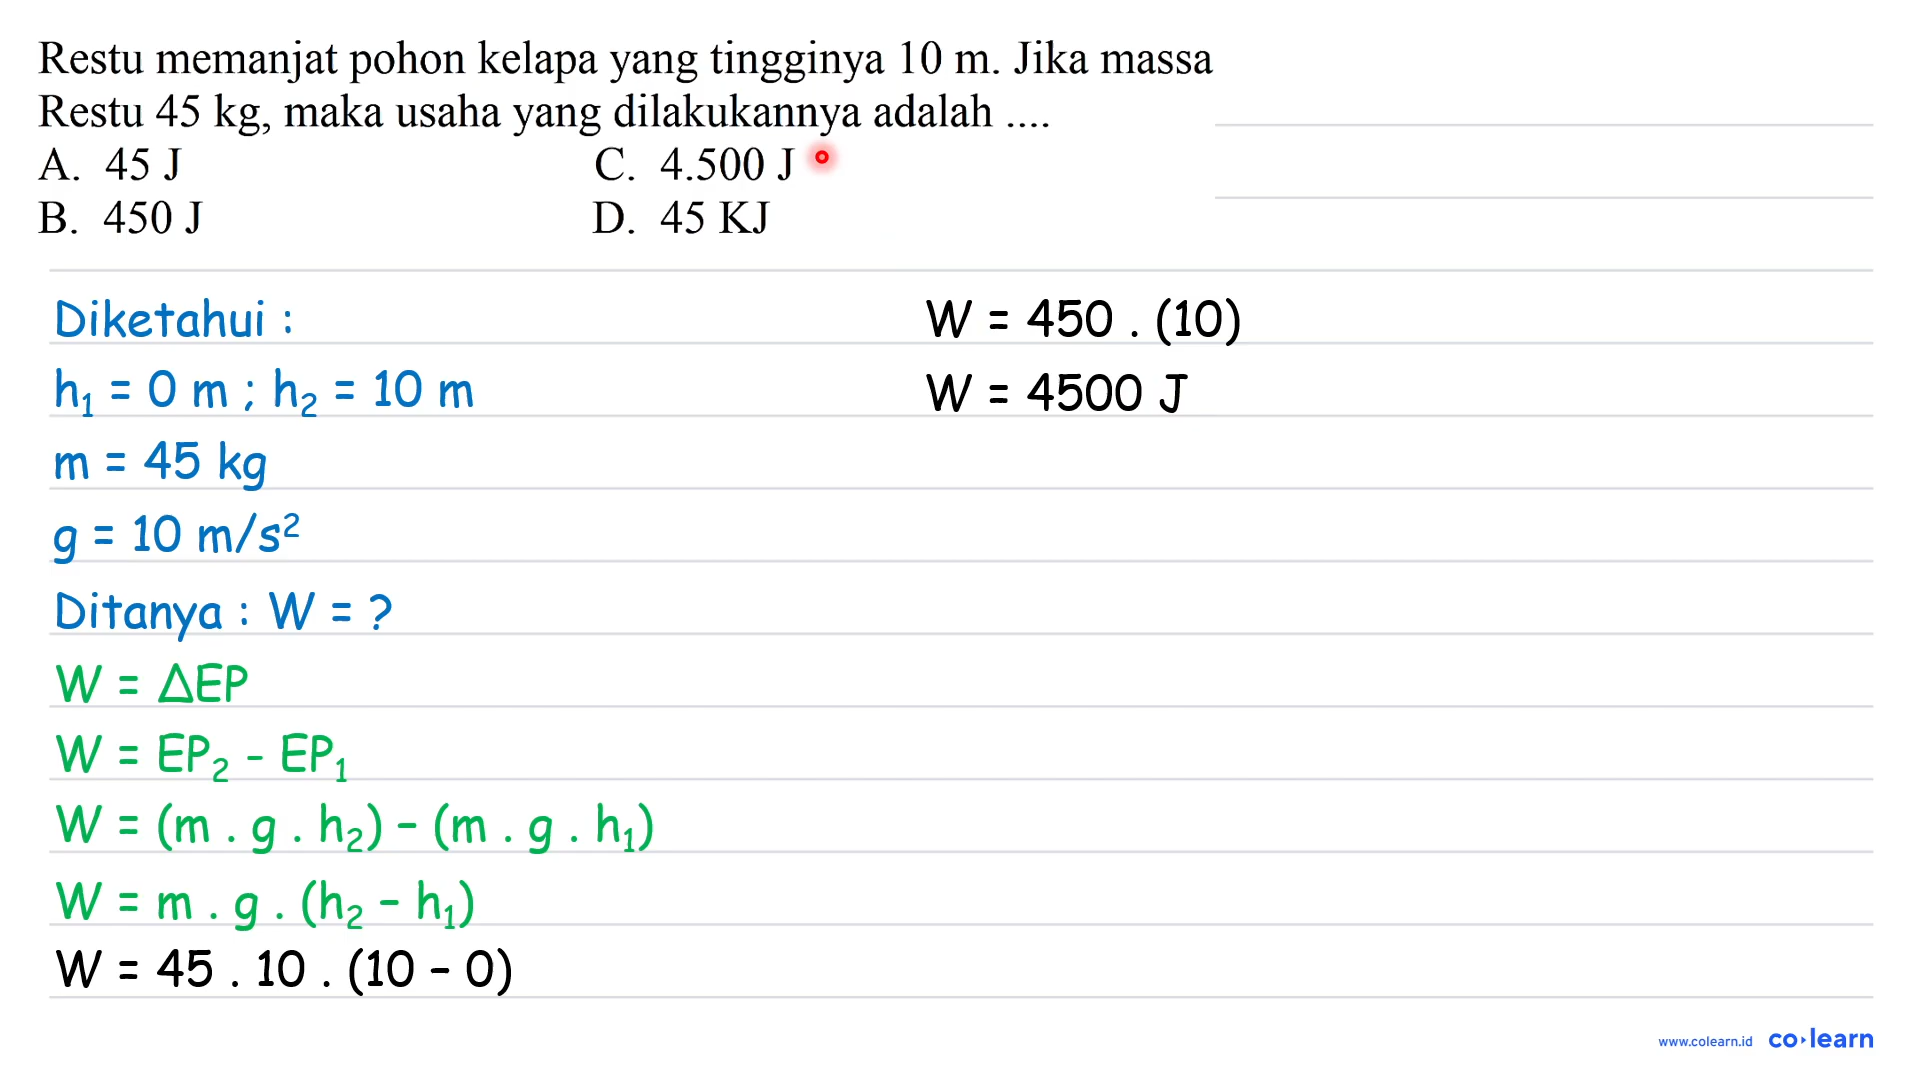 Restu memanjat pohon kelapa yang tingginya 10 m. Jika massa
Restu 45 kg, maka usaha yang dilakukannya adalah ....
A. 45 J C. 4.500 J
B. 450 J D. 45 KJ
Diketahui :
h₁ = 0 m ; h₂ = 10 m
m = 45 kg
g = 10 m/s²
Ditanya : W = ?
W = ΔEP
W = EP₂ - EP₁
W = (m . g . h₂) – (m . g . h₁)
W = m . g . (h₂ – h₁)
W = 45 . 10 . (10 – 0)
W = 450 . (10)
W = 4500 J
www.colearn.id co learn